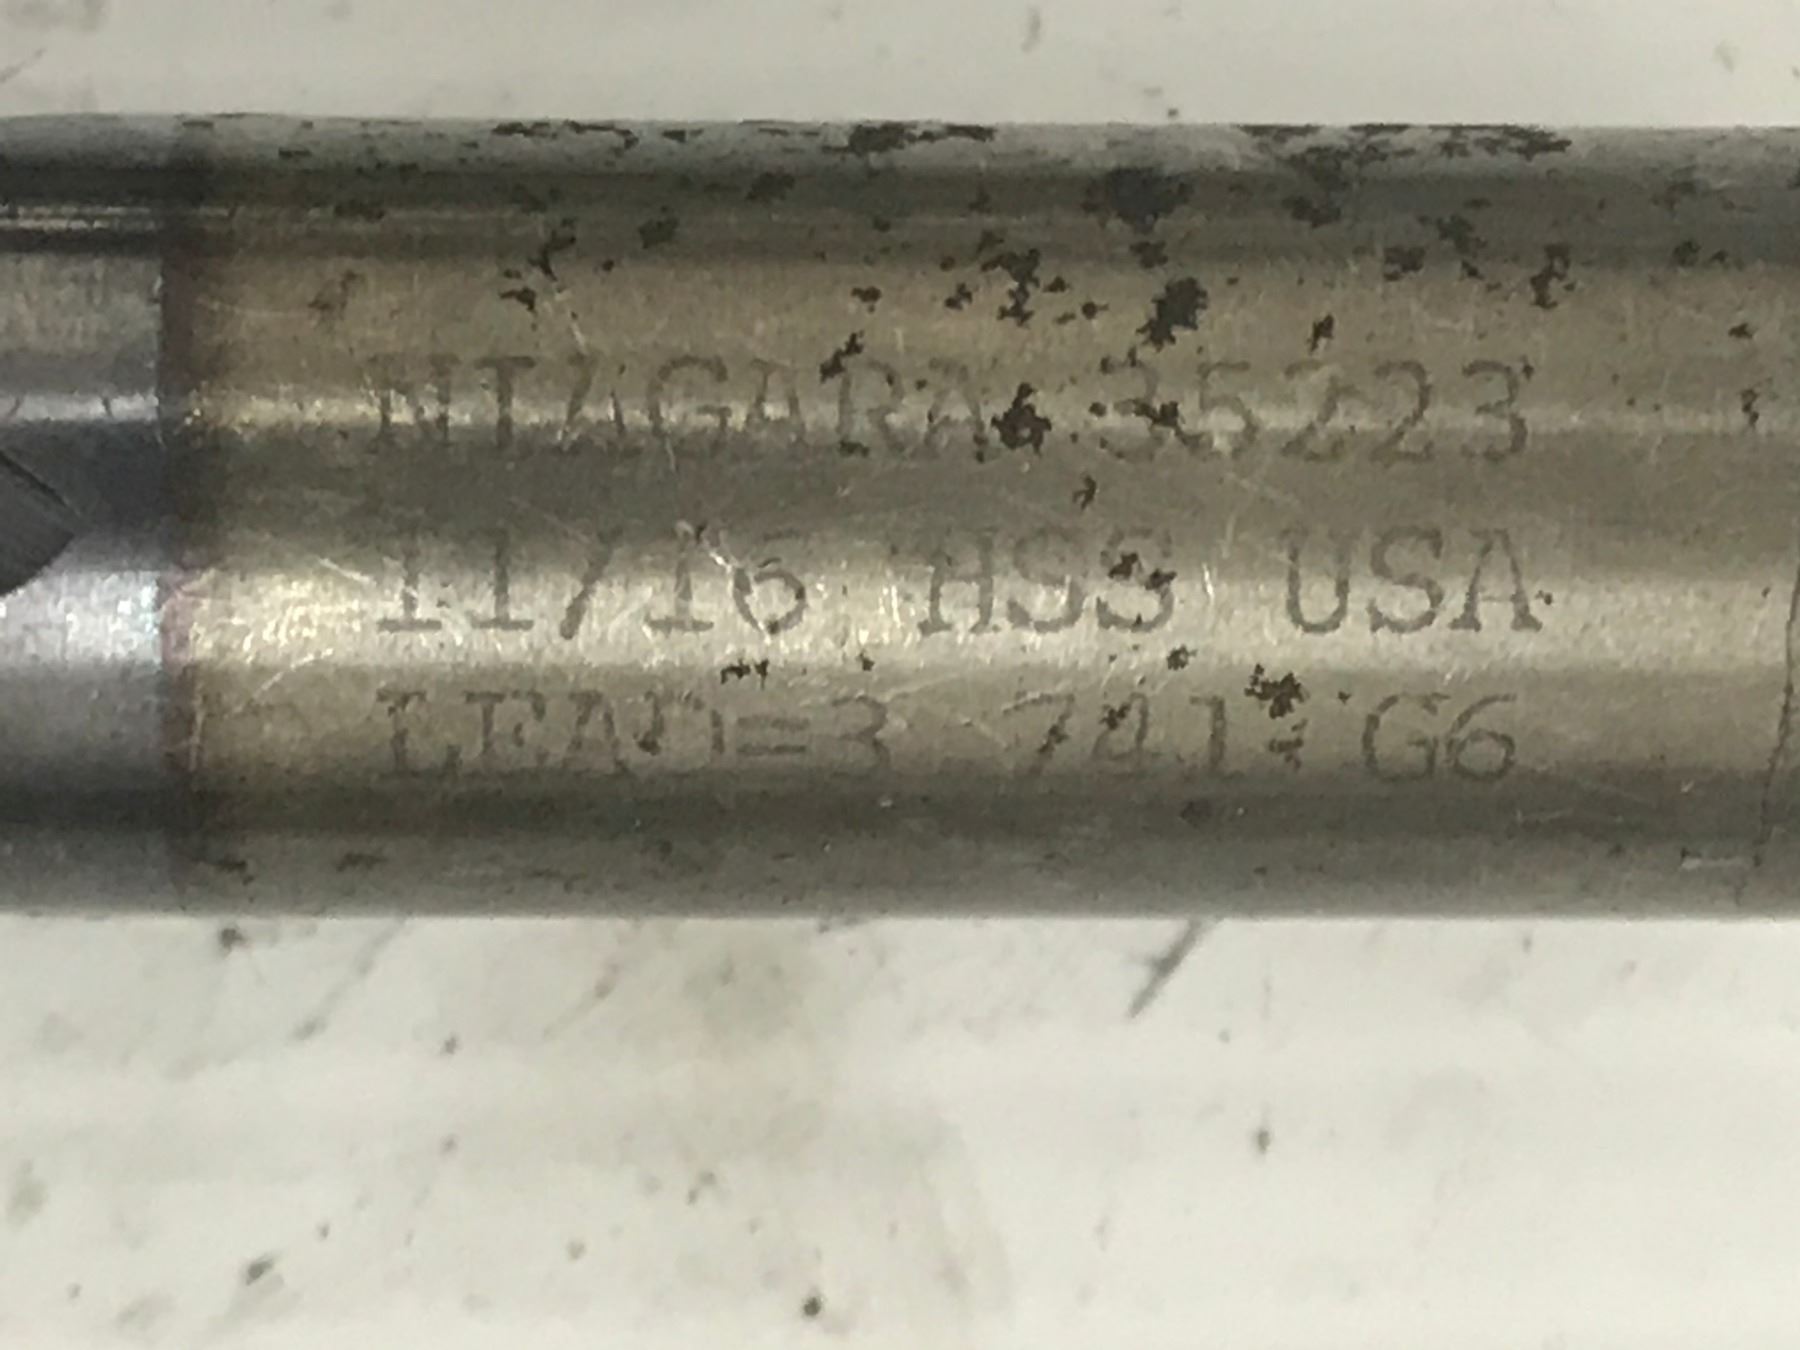 NIAGARA 35223
11/16 HSS USA
LEAD=3.741: G6